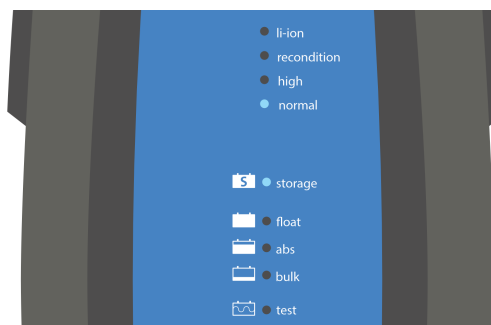 li-ion
recondition
high
normal
S storage
float
abs
bulk
test